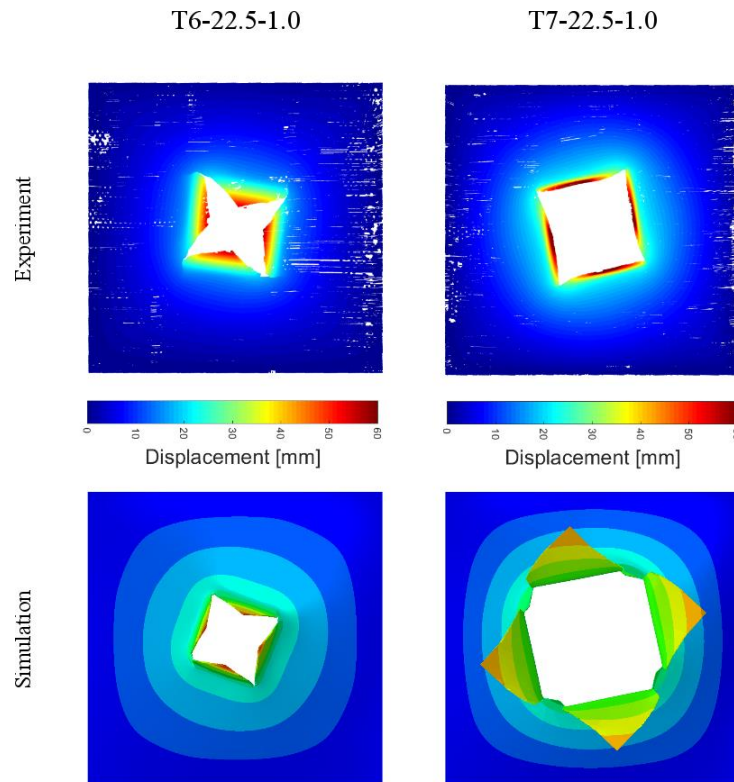 T6-22.5-1.0 T7-22.5-1.0
Experiment
0 10 20 30 40 50 60 0 10 20 30 40 50
Displacement [mm] Displacement [mm]
Simulation